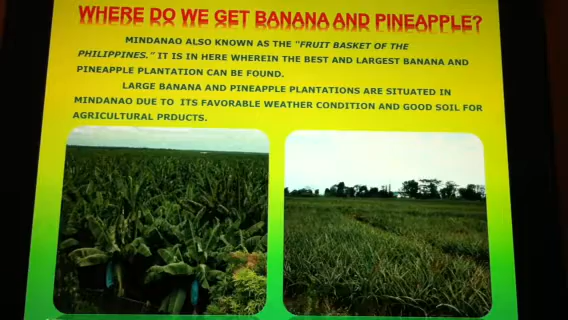 WHERE DO WE GET BANANA AND PINEAPPLE?
MINDANAO ALSO KNOWN AS THE "FRUIT BASKET OF THE
PHILIPPINES." IT IS IN HERE WHEREIN THE BEST AND LARGEST BANANA AND
PINEAPPLE PLANTATION CAN BE FOUND.
LARGE BANANA AND PINEAPPLE PLANTATIONS ARE SITUATED IN
MINDANAO DUE TO ITS FAVORABLE WEATHER CONDITION AND GOOD SOIL FOR
AGRICULTURAL PRDUCTS.